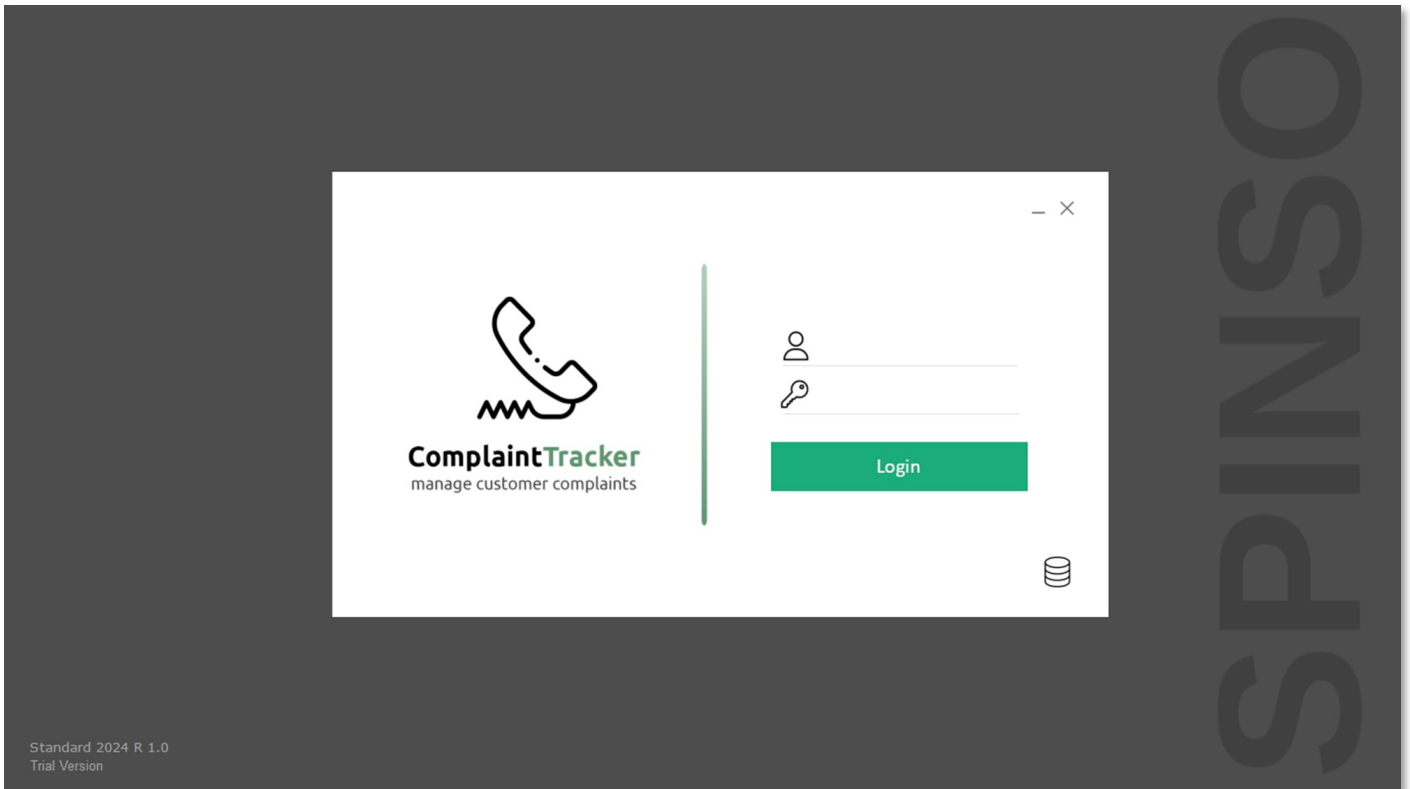 ComplaintTracker
manage customer complaints
Login
SPINSO
Standard 2024 R 1.0
Trial Version